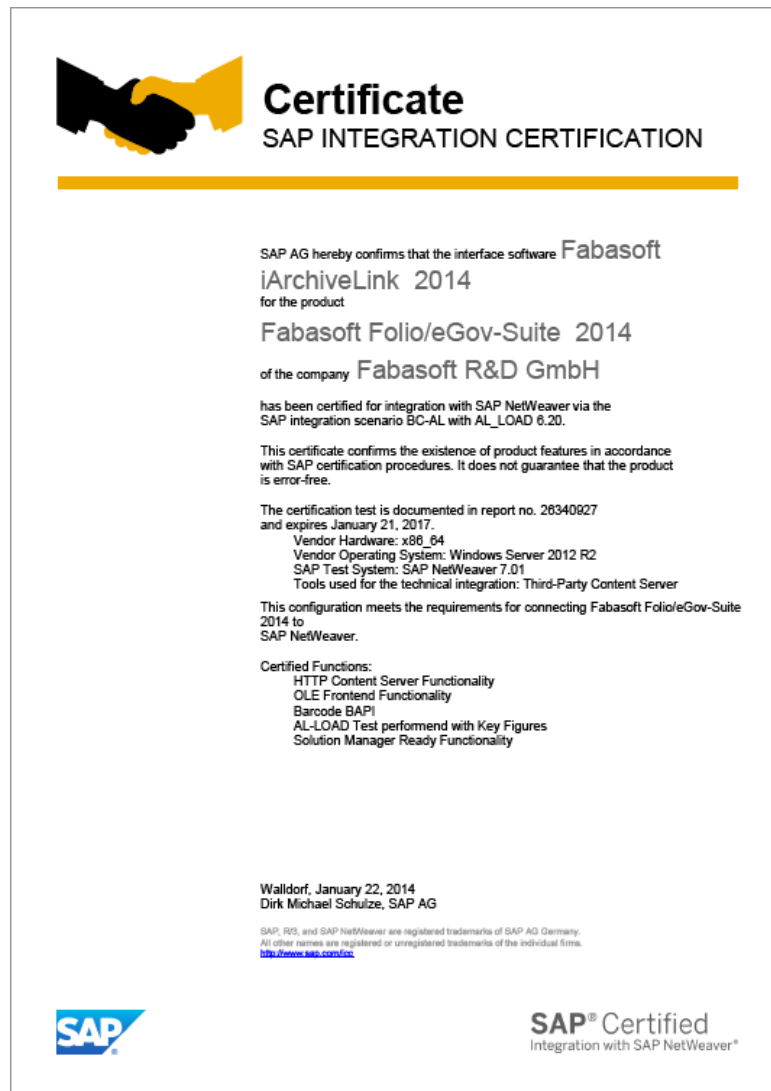 Certificate
SAP INTEGRATION CERTIFICATION
SAP AG hereby confirms that the interface software Fabasoft
iArchiveLink 2014
for the product
Fabasoft Folio/eGov-Suite 2014
of the company Fabasoft R&D GmbH
has been certified for integration with SAP NetWeaver via the
SAP integration scenario BC-AL with AL_LOAD 6.20.
This certificate confirms the existence of product features in accordance
with SAP certification procedures. It does not guarantee that the product
is error-free.
The certification test is documented in report no. 26340927
and expires January 21, 2017.
Vendor Hardware: x86_64
Vendor Operating System: Windows Server 2012 R2
SAP Test System: SAP NetWeaver 7.01
Tools used for the technical integration: Third-Party Content Server
This configuration meets the requirements for connecting Fabasoft Folio/eGov-Suite
2014 to
SAP NetWeaver.
Certified Functions:
HTTP Content Server Functionality
OLE Frontend Functionality
Barcode BAPI
AL-LOAD Test performend with Key Figures
Solution Manager Ready Functionality
Walldorf, January 22, 2014
Dirk Michael Schulze, SAP AG
SAP, R/3, and SAP NetWeaver are registered trademarks of SAP AG Germany.
All other names are registered or unregistered trademarks of the individual firms.
http://www.sap.com/icc
SAP®
SAP® Certified
Integration with SAP NetWeaver®